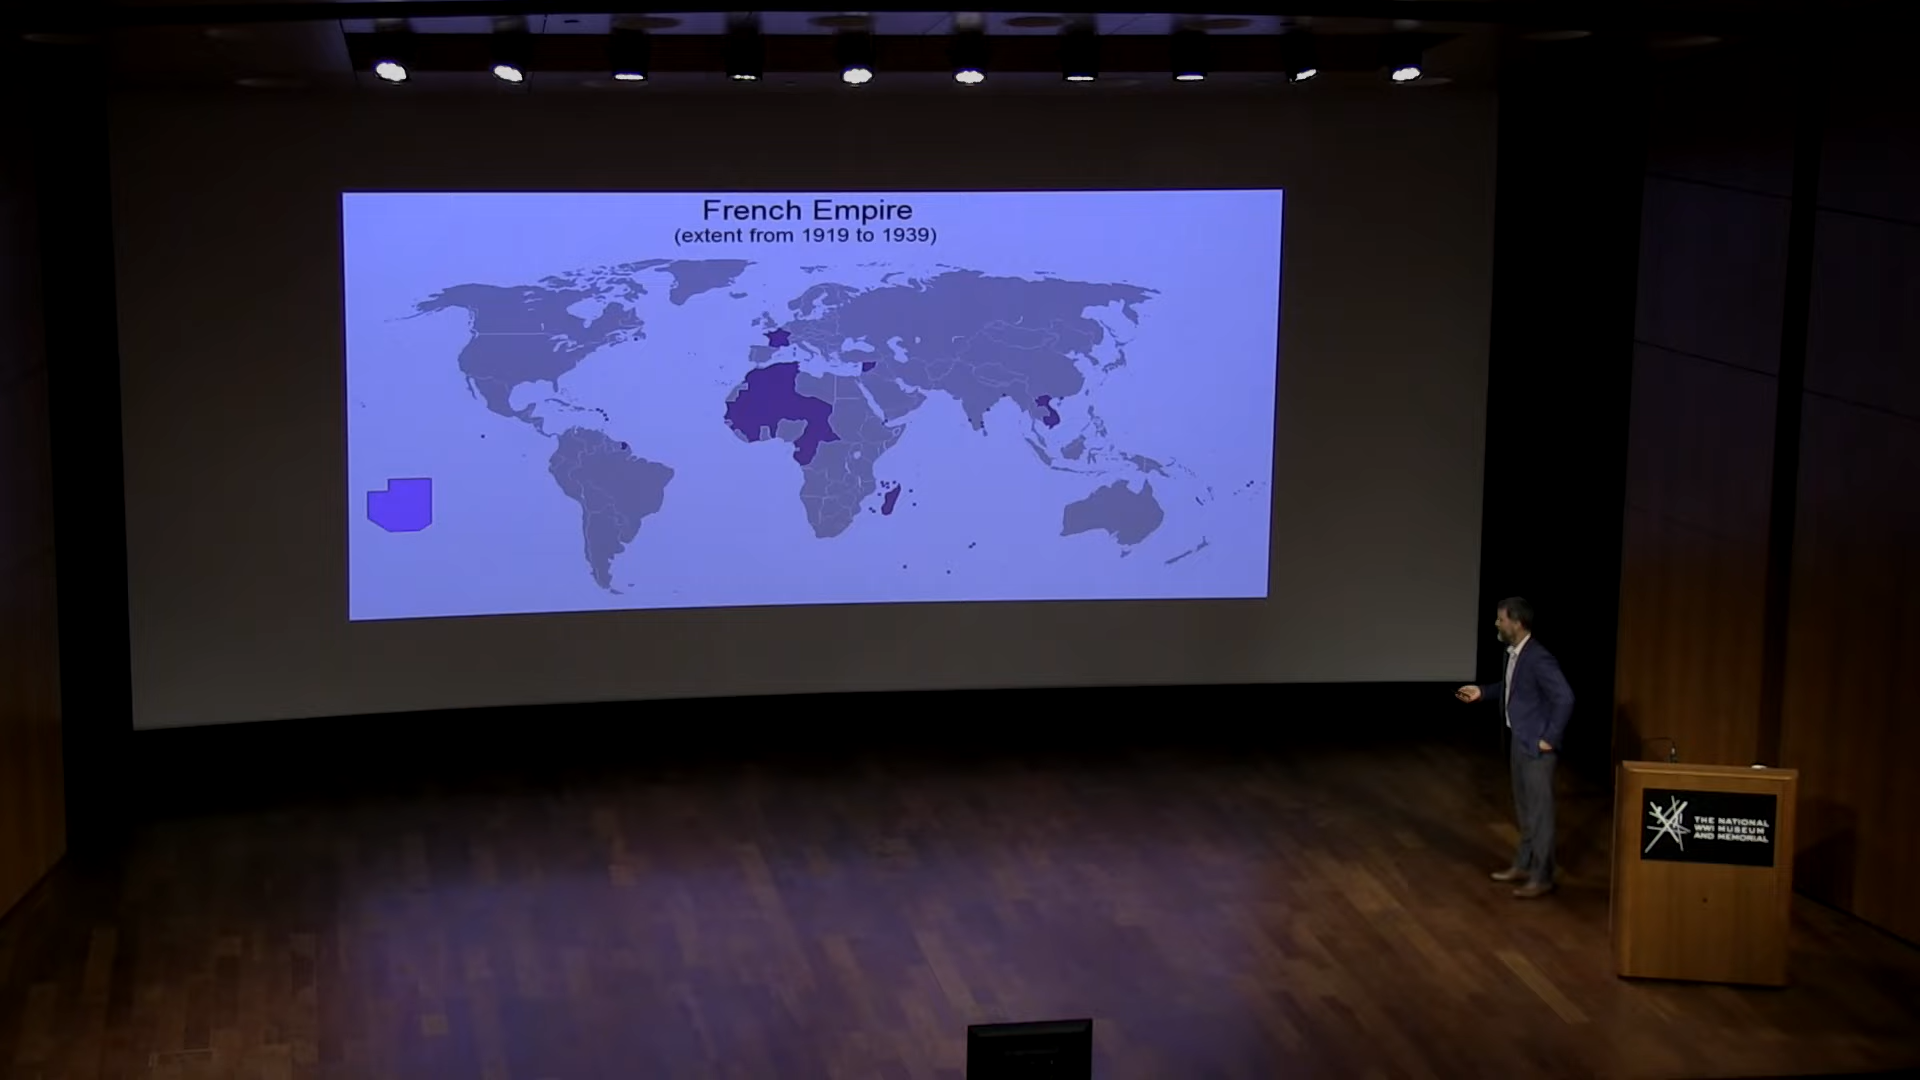 French Empire
(extent from 1919 to 1939)
THE NATIONAL
WWI MUSEUM
AND MEMORIAL